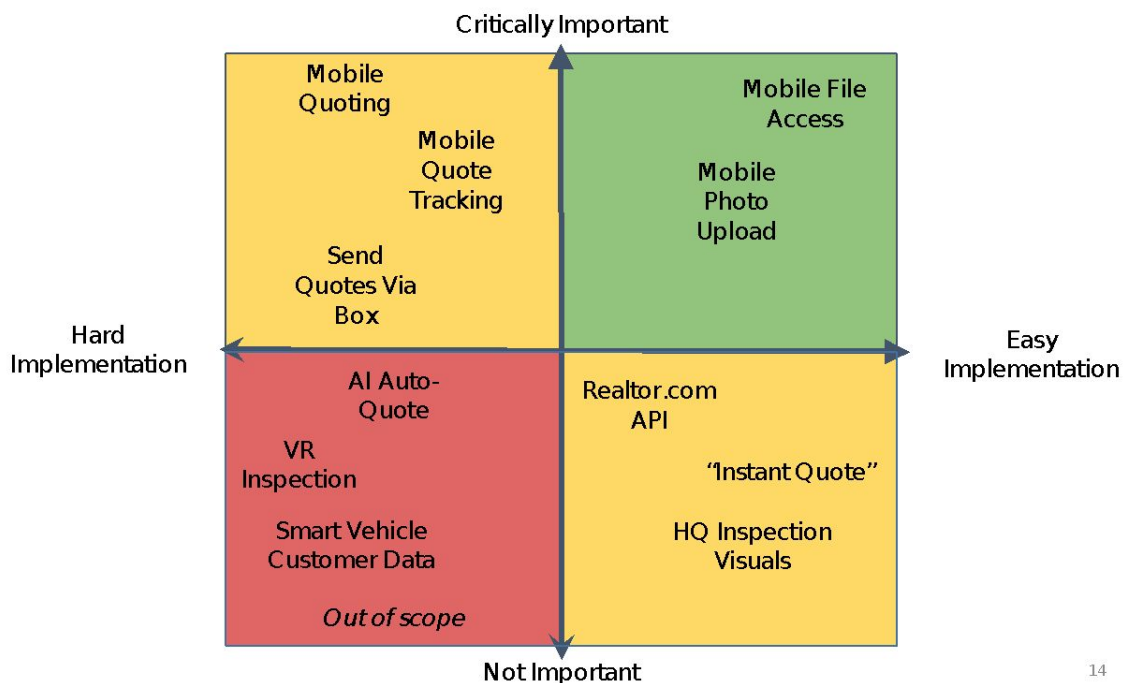 Critically Important
Mobile
Quoting
Mobile
Quote
Tracking
Send
Quotes Via
Box
Mobile File
Access
Mobile
Photo
Upload
Hard
Implementation
Easy
Implementation
AI Auto-
Quote
VR
Inspection
Smart Vehicle
Customer Data
Out of scope
Realtor.com
API
“Instant Quote”
HQ Inspection
Visuals
Not Important
14